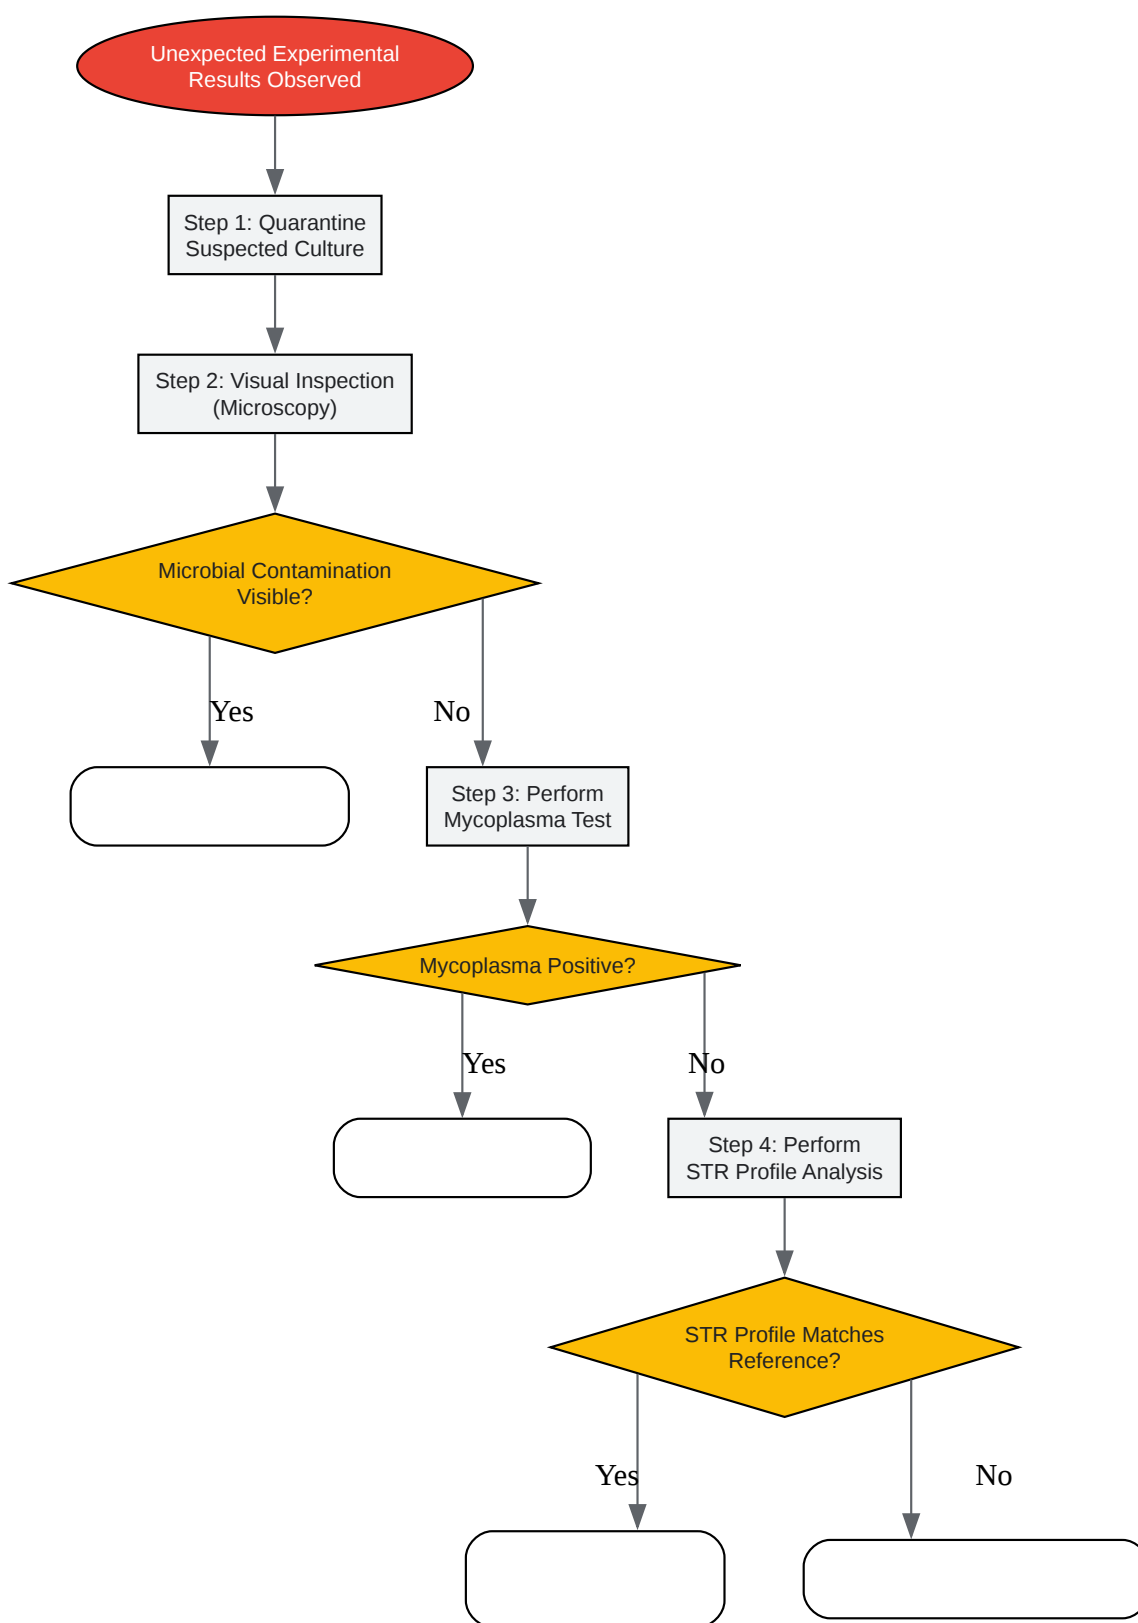 Unexpected Experimental
Results Observed
Step 1: Quarantine
Suspected Culture
Step 2: Visual Inspection
(Microscopy)
Microbial Contamination
Visible?
Yes
No
Step 3: Perform
Mycoplasma Test
Mycoplasma Positive?
Yes
No
Step 4: Perform
STR Profile Analysis
STR Profile Matches
Reference?
Yes
No